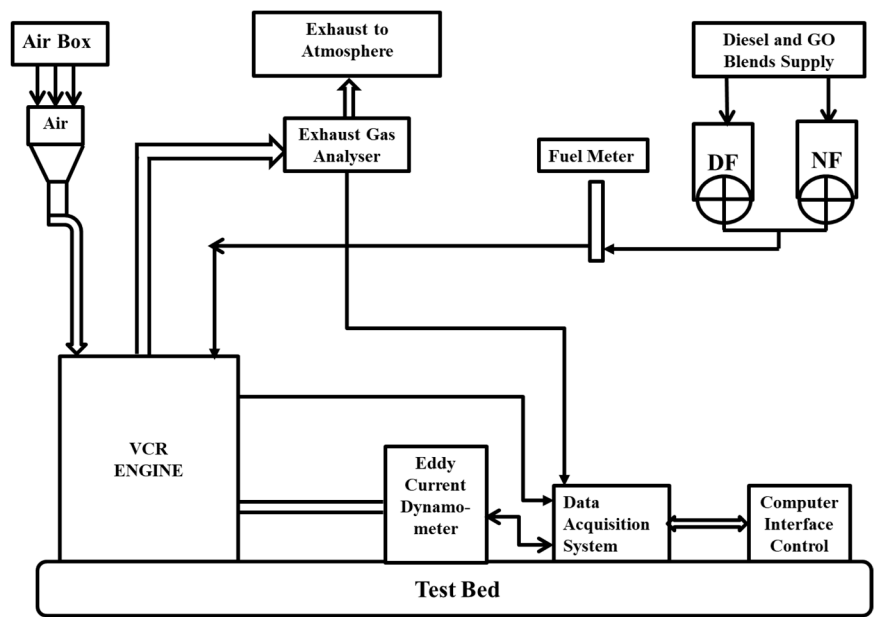 Air Box
Exhaust to
Atmosphere
Diesel and GO
Blends Supply
Air
Exhaust Gas
Analyser
Fuel Meter
DF
NF
VCR
ENGINE
Eddy
Current
Dynamo-
meter
Data
Acquisition
System
Computer
Interface
Control
Test Bed